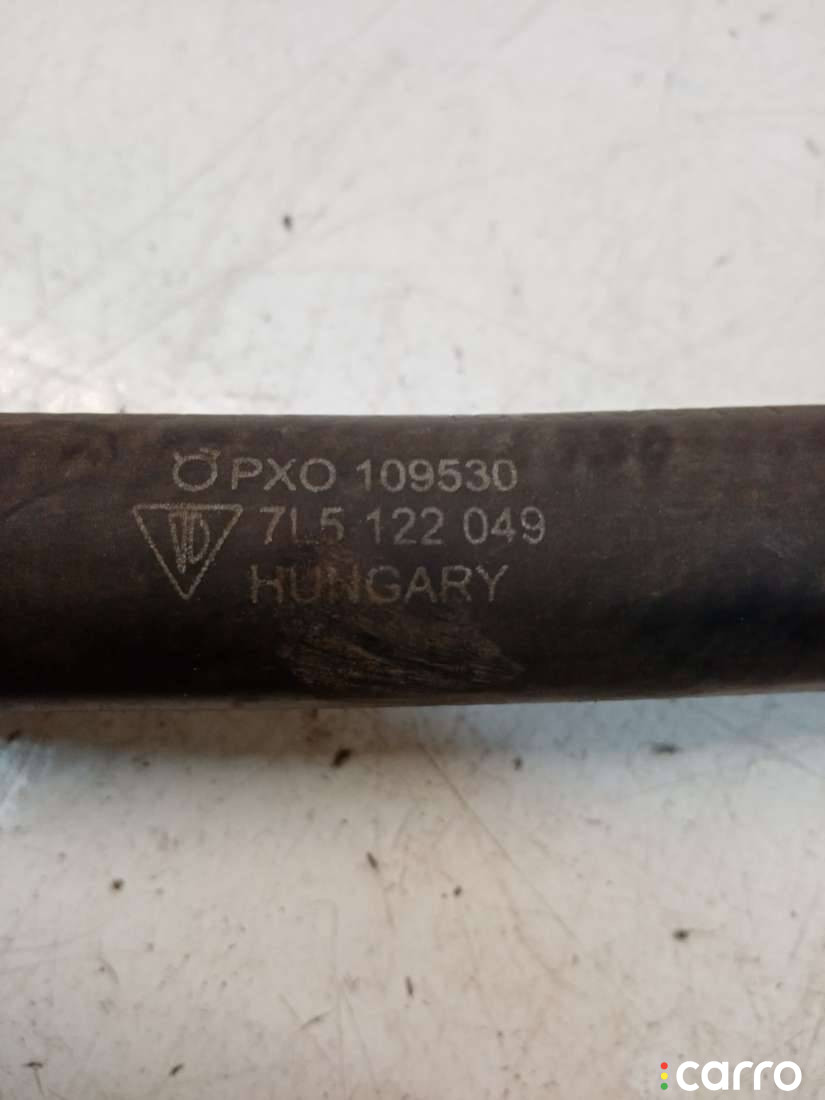 PXO 109530
7L5 122 049
HUNGARY
carro